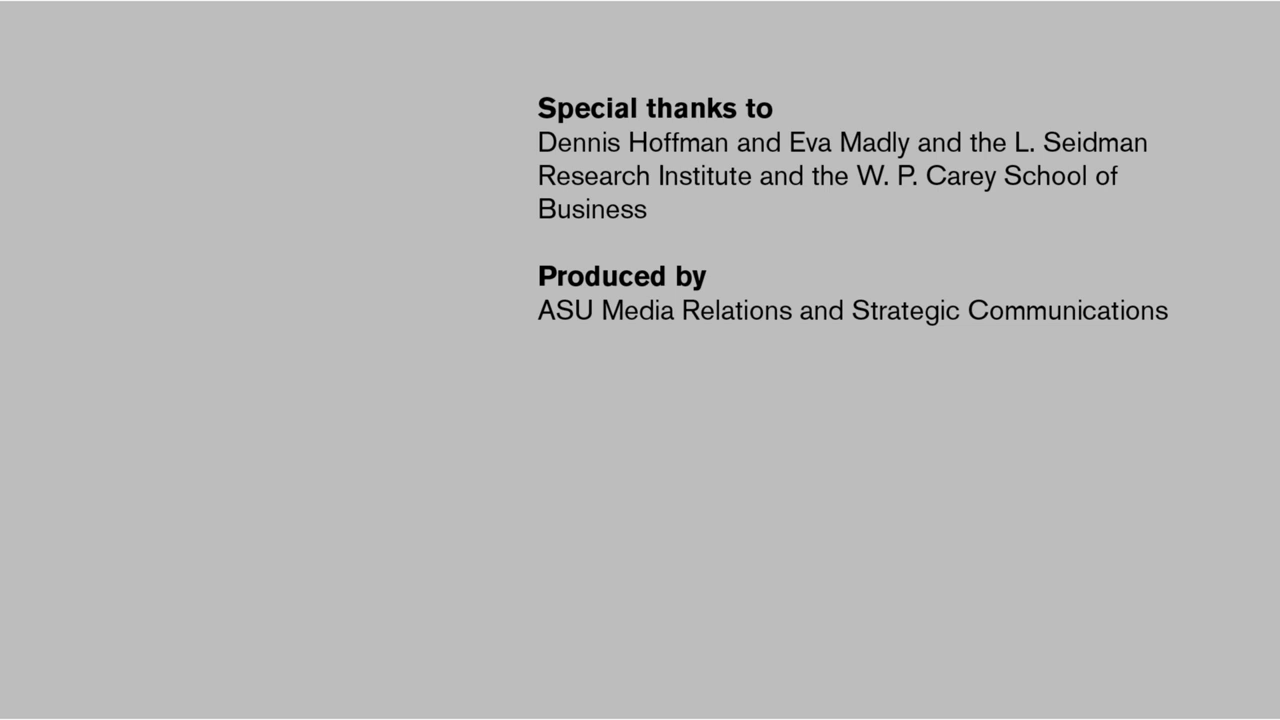 Special thanks to
Dennis Hoffman and Eva Madly and the L. Seidman
Research Institute and the W. P. Carey School of
Business
Produced by
ASU Media Relations and Strategic Communications